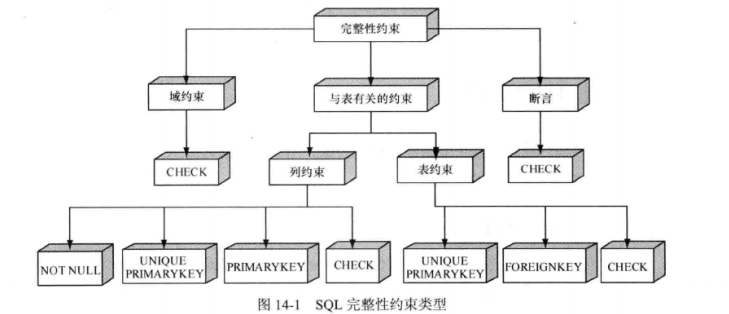 完整性约束
域约束
与表有关的约束
断言
CHECK
列约束
表约束
CHECK
NOT NULL
UNIQUE
PRIMARYKEY
PRIMARYKEY
CHECK
UNIQUE
PRIMARYKEY
FOREIGNKEY
CHECK
图 14-1 SQL 完整性约束类型